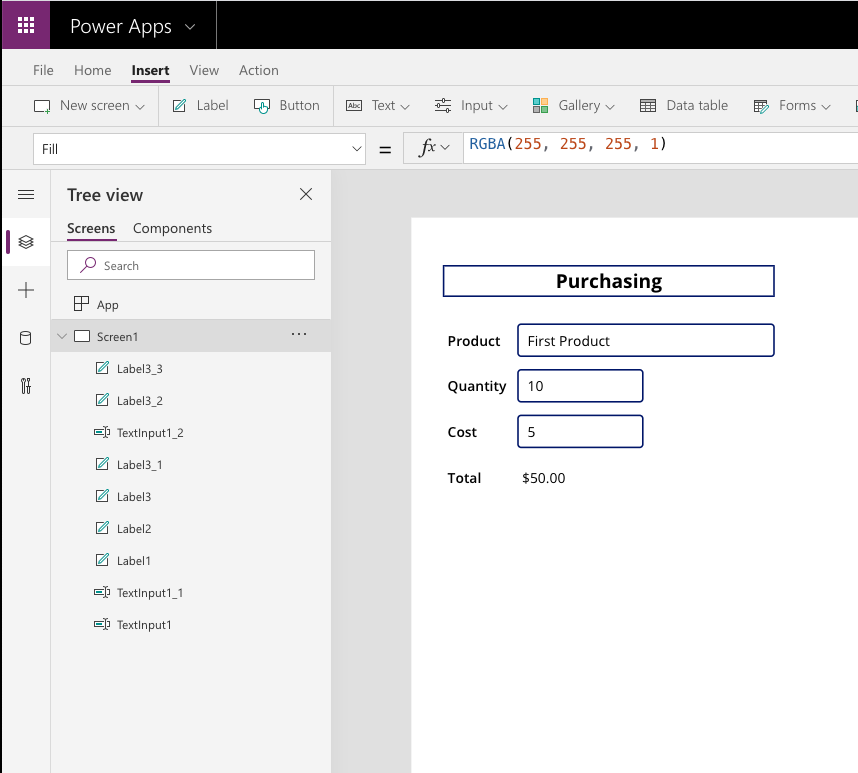 Power Apps
File Home Insert View Action
New screen Label Abc Button Text Input Gallery Data table Forms
Fill = fx RGBA(255, 255, 255, 1)
Tree view
Screens Components
Search
App
Screen1 ...
Label3_3
Label3_2
TextInput1_2
Label3_1
Label3
Label2
Label1
TextInput1_1
TextInput1
Purchasing
Product First Product
Quantity 10
Cost 5
Total $50.00